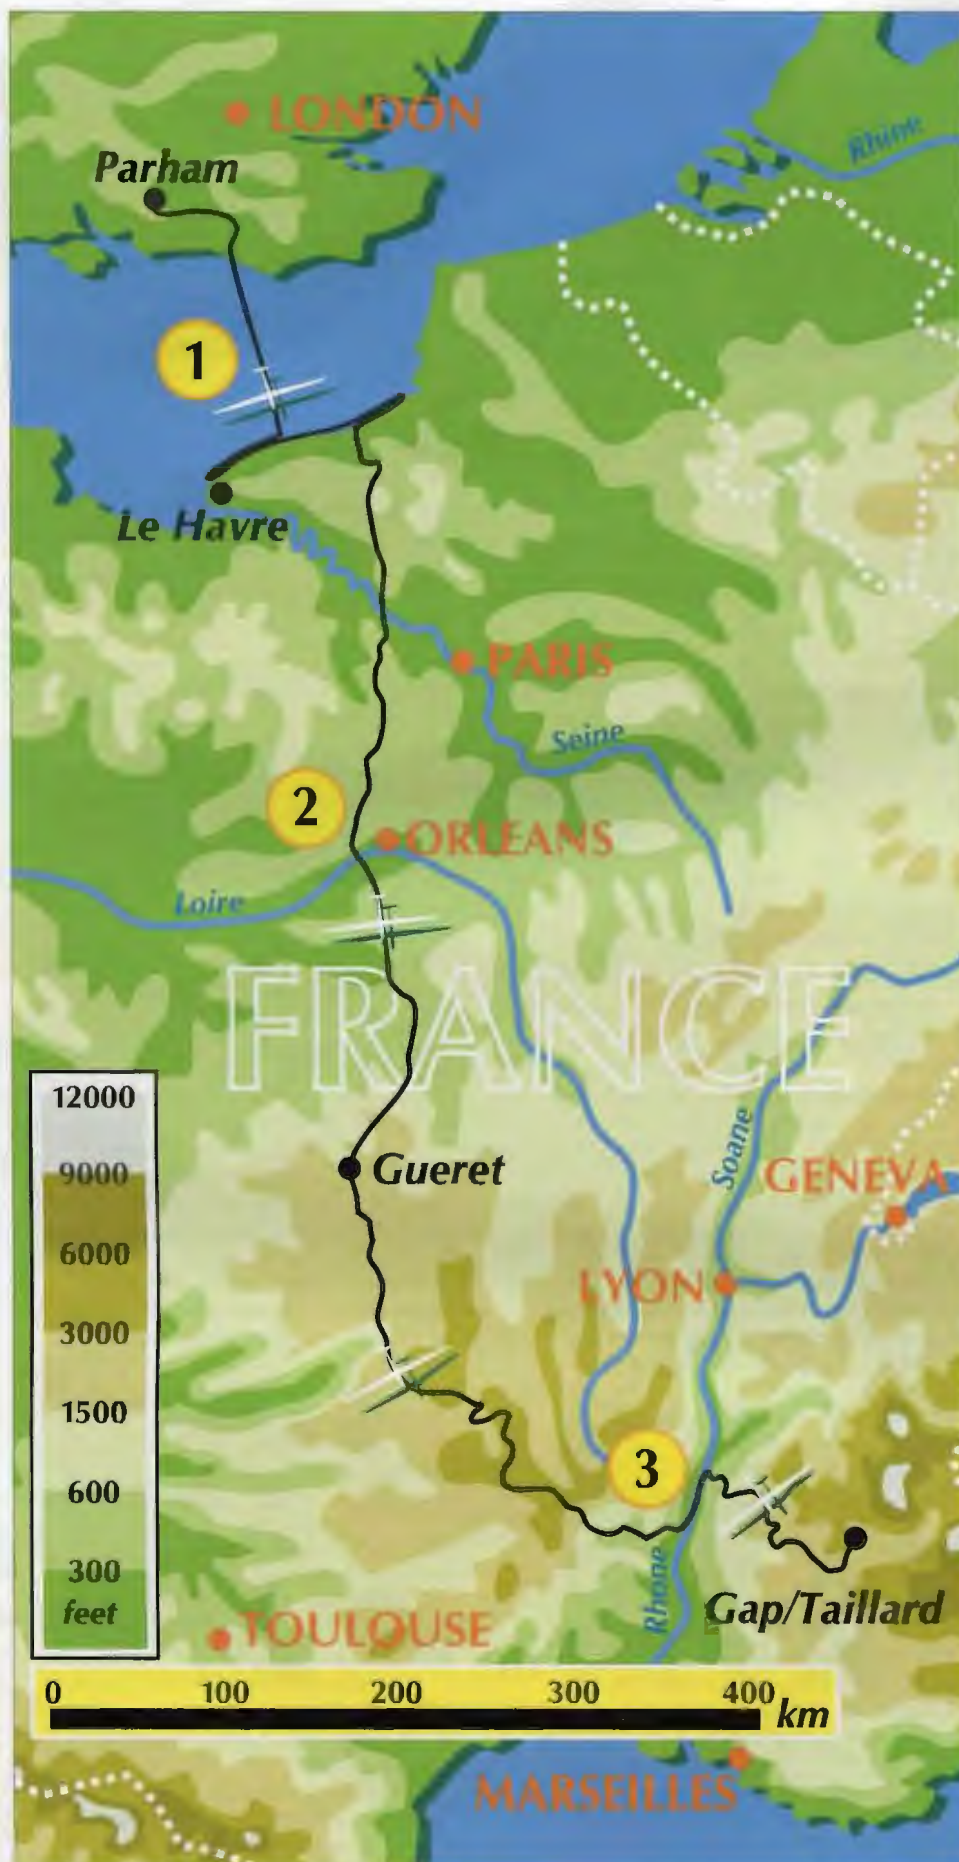 LONDON
Rhine
Parham
1
Le Havre
PARIS
Seine
2
ORLEANS
Loire
FRANCE
12000
9000
6000
3000
1500
600
300
feet
Gueret
Soane
GENEVA
LYON
3
Rhone
Gap/Taillard
TOULOUSE
0 100 200 300 400 km
MARSEILLES